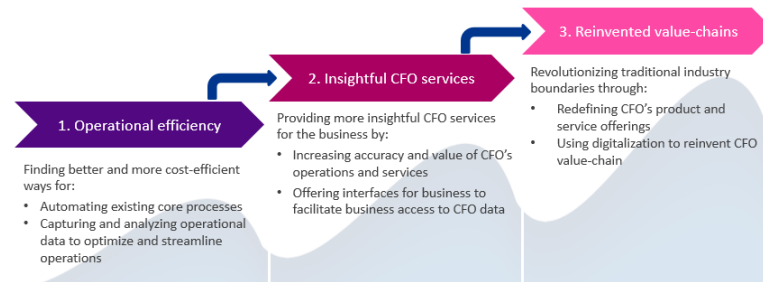 1. Operational efficiency
Finding better and more cost-efficient
ways for:
• Automating existing core processes
• Capturing and analyzing operational
data to optimize and streamline
operations
2. Insightful CFO services
Providing more insightful CFO services
for the business by:
• Increasing accuracy and value of CFO's
operations and services
• Offering interfaces for business to
facilitate business access to CFO data
3. Reinvented value-chains
Revolutionizing traditional industry
boundaries through:
• Redefining CFO's product and
service offerings
• Using digitalization to reinvent CFO
value-chain